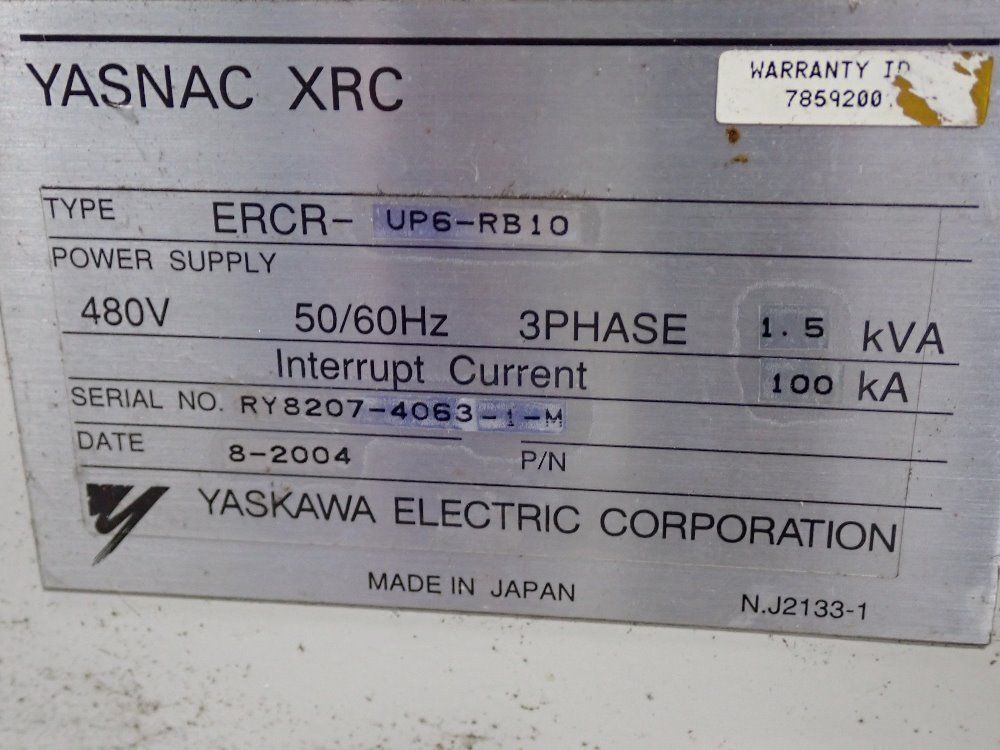 YASNAC XRC
WARRANTY ID
7859200
TYPE ERCR- UP6-RB10
POWER SUPPLY
480V 50/60Hz 3PHASE 1.5 kVA
Interrupt Current 100 kA
SERIAL NO. RY8207-4063-1-M
DATE 8-2004 P/N
YASKAWA ELECTRIC CORPORATION
MADE IN JAPAN N.J2133-1